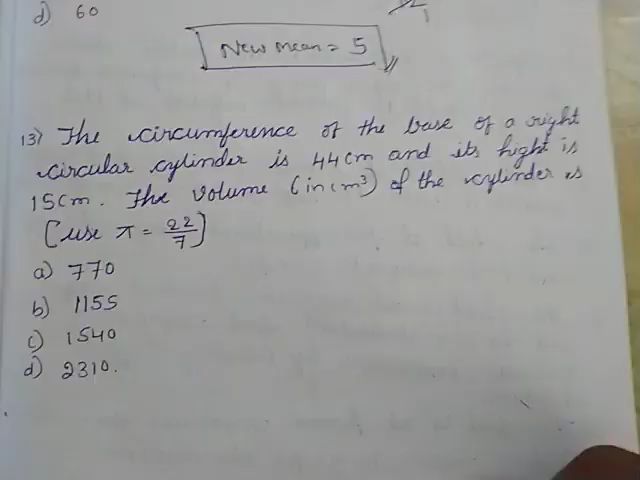 d) 60
New mean = 5
13) The circumference of the base of a right
circular cylinder is 44cm and its hight is
15cm. The volume (in cm³) of the cylinder is
[use π = 22/7]
a) 770
b) 1155
c) 1540
d) 2310.